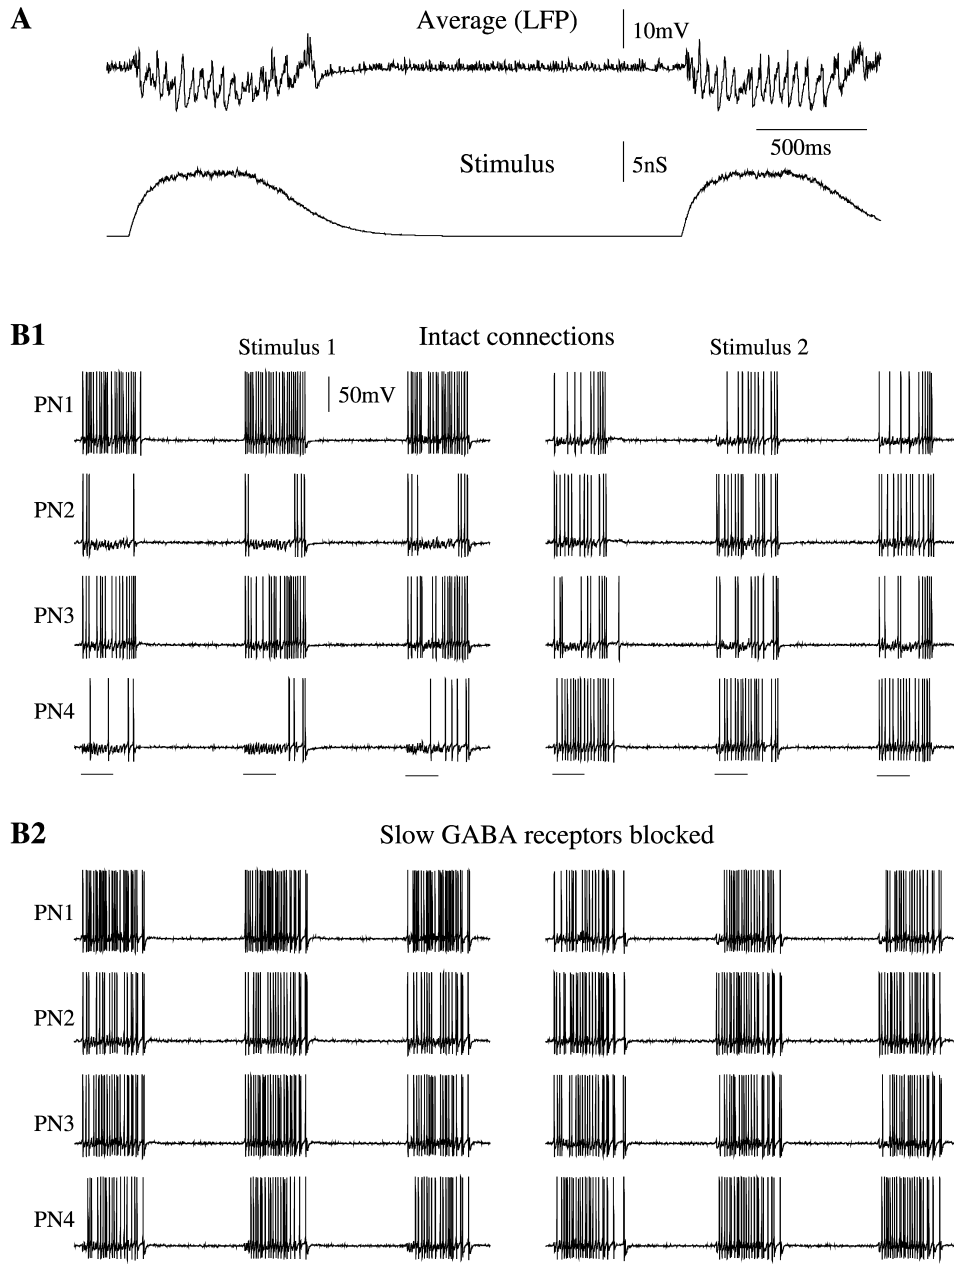 A
Average (LFP)
10mV
500ms
Stimulus
5nS
B1
Intact connections
Stimulus 1
Stimulus 2
50mV
PN1
PN2
PN3
PN4
B2
Slow GABA receptors blocked
PN1
PN2
PN3
PN4